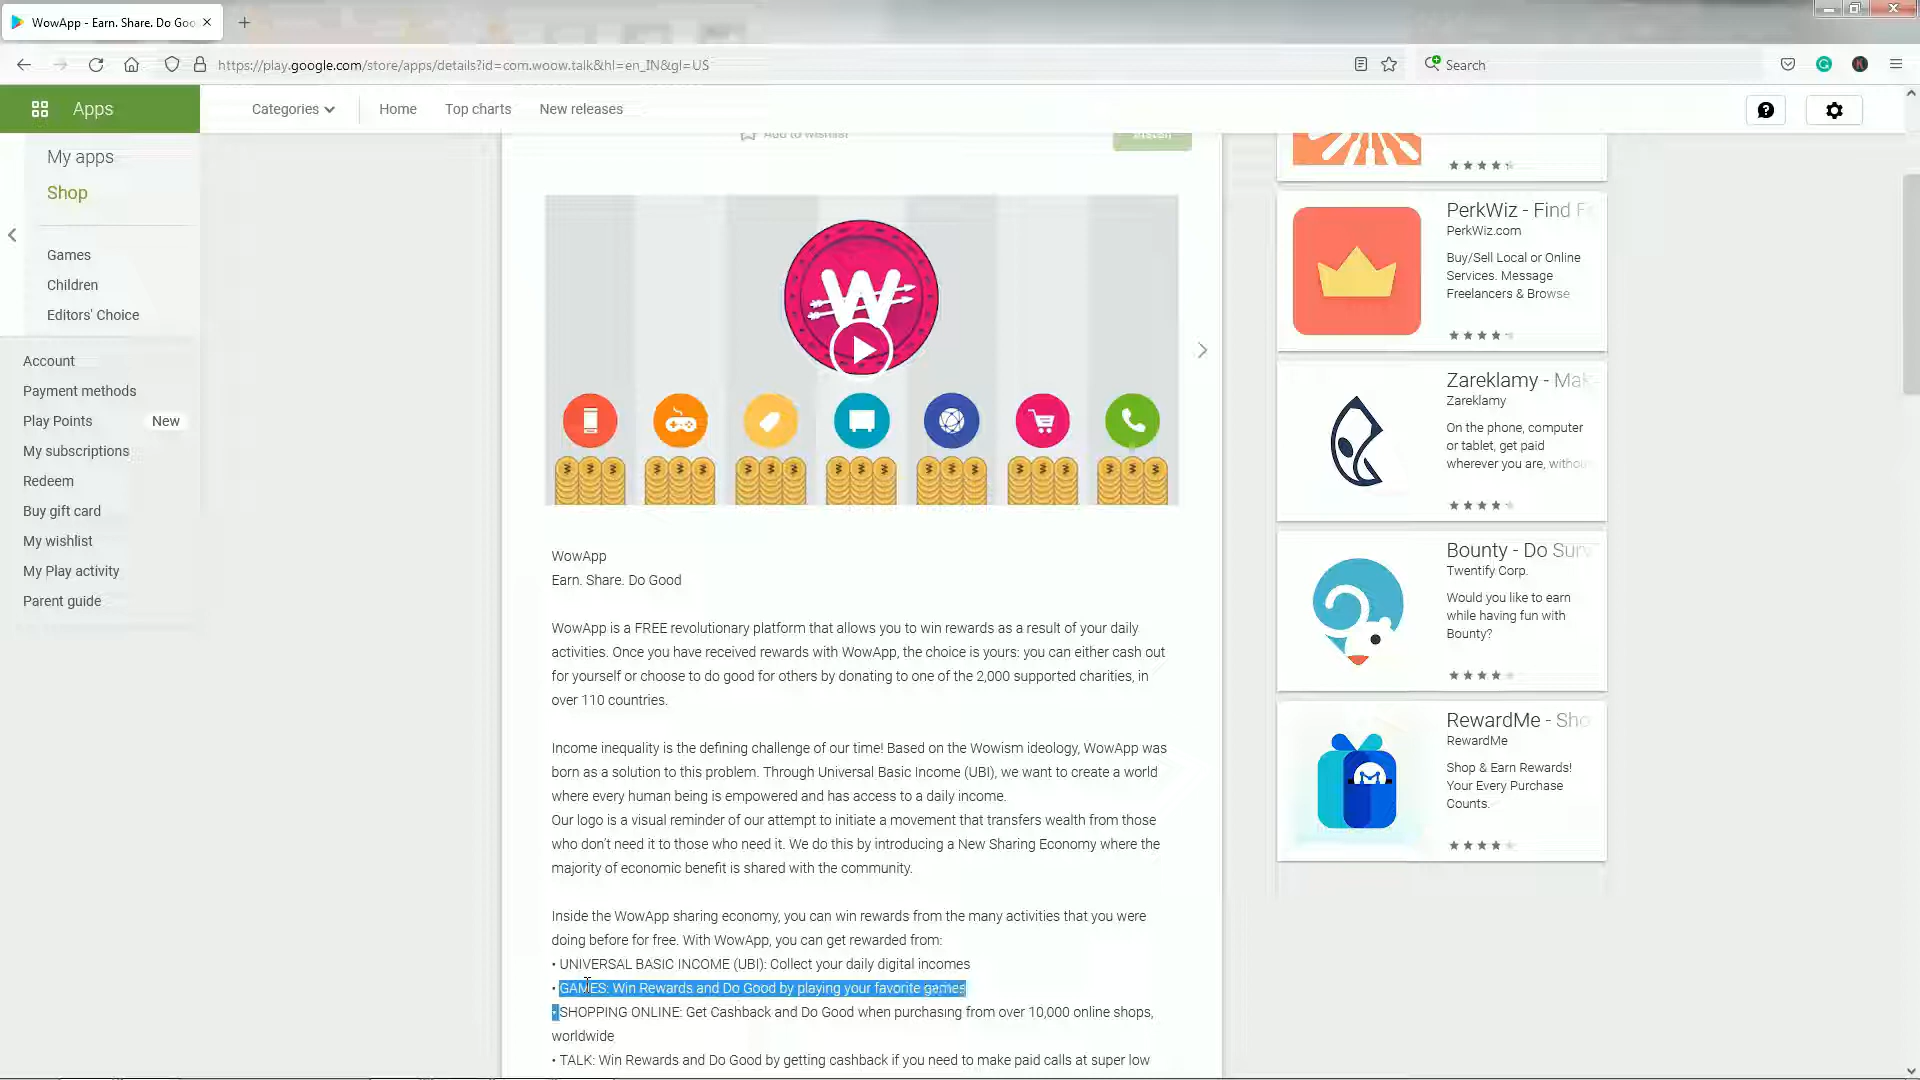 WowApp - Earn. Share. Do Goo
https://play.google.com/store/apps/details?id=com.woow.talk&hl=en_IN&gl=US
Search
Apps
Categories
Home
Top charts
New releases
My apps
Shop
Games
Children
Editors' Choice
Account
Payment methods
Play Points
New
My subscriptions
Redeem
Buy gift card
My wishlist
My Play activity
Parent guide
Add to Wishlist
Install
W
WowApp
Earn. Share. Do Good
WowApp is a FREE revolutionary platform that allows you to win rewards as a result of your daily
activities. Once you have received rewards with WowApp, the choice is yours: you can either cash out
for yourself or choose to do good for others by donating to one of the 2,000 supported charities, in
over 110 countries.
Income inequality is the defining challenge of our time! Based on the Wowism ideology, WowApp was
born as a solution to this problem. Through Universal Basic Income (UBI), we want to create a world
where every human being is empowered and has access to a daily income.
Our logo is a visual reminder of our attempt to initiate a movement that transfers wealth from those
who don't need it to those who need it. We do this by introducing a New Sharing Economy where the
majority of economic benefit is shared with the community.
Inside the WowApp sharing economy, you can win rewards from the many activities that you were
doing before for free. With WowApp, you can get rewarded from:
• UNIVERSAL BASIC INCOME (UBI): Collect your daily digital incomes
• GAMES: Win Rewards and Do Good by playing your favorite games
• SHOPPING ONLINE: Get Cashback and Do Good when purchasing from over 10,000 online shops,
worldwide
• TALK: Win Rewards and Do Good by getting cashback if you need to make paid calls at super low
PerkWiz - Find F
PerkWiz.com
Buy/Sell Local or Online
Services. Message
Freelancers & Browse
Zareklamy - Mak
Zareklamy
On the phone, computer
or tablet, get paid
wherever you are, withou
Bounty - Do Surv
Twentify Corp.
Would you like to earn
while having fun with
Bounty?
RewardMe - Sho
RewardMe
Shop & Earn Rewards!
Your Every Purchase
Counts.